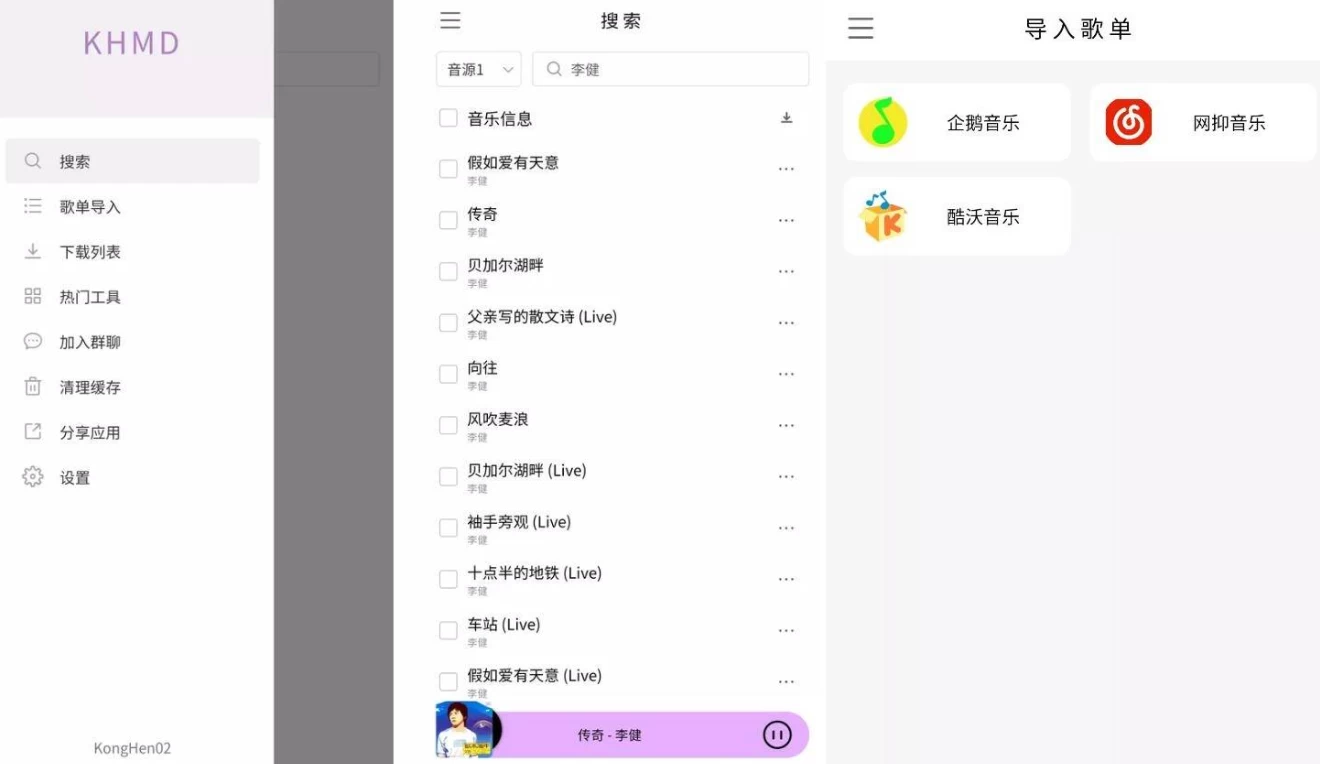 KHMD
搜索
歌单导入
下载列表
热门工具
加入群聊
清理缓存
分享应用
设置
KongHen02
搜索
音源1
李健
音乐信息
假如爱有天意
李健
传奇
李健
贝加尔湖畔
李健
父亲写的散文诗 (Live)
李健
向往
李健
风吹麦浪
李健
贝加尔湖畔 (Live)
李健
袖手旁观 (Live)
李健
十点半的地铁 (Live)
李健
车站 (Live)
李健
假如爱有天意 (Live)
李健
传奇 - 李健
导入歌单
企鹅音乐
网抑音乐
酷沃音乐